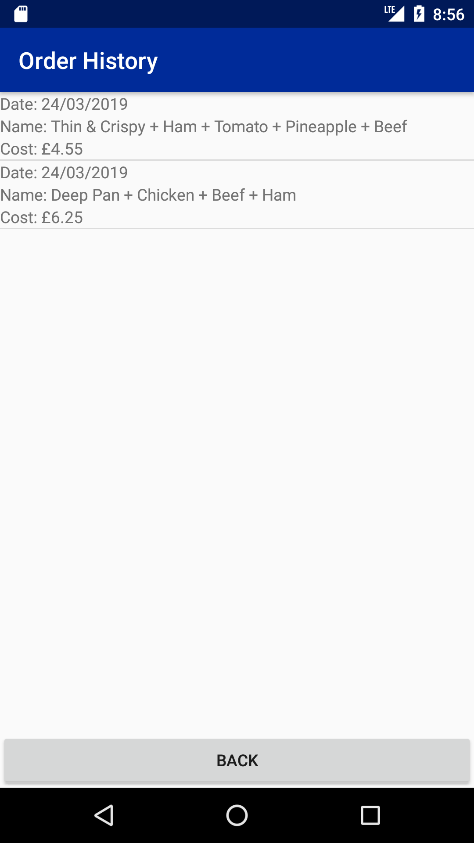 LTE 8:56
Order History
Date: 24/03/2019
Name: Thin & Crispy + Ham + Tomato + Pineapple + Beef
Cost: £4.55
Date: 24/03/2019
Name: Deep Pan + Chicken + Beef + Ham
Cost: £6.25
BACK